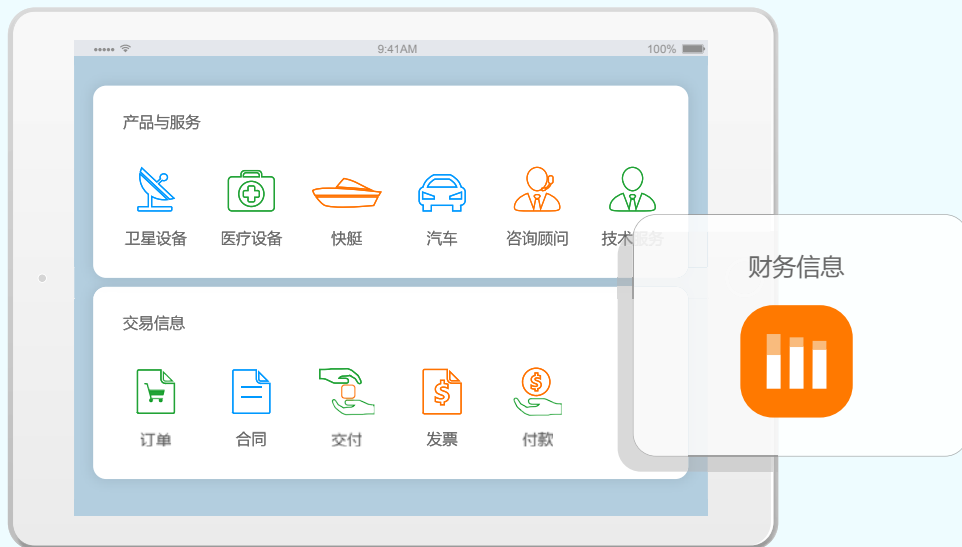 9:41AM 100%
产品与服务
卫星设备 医疗设备 快艇 汽车 咨询顾问 技术服务
财务信息
交易信息
订单 合同 交付 发票 付款